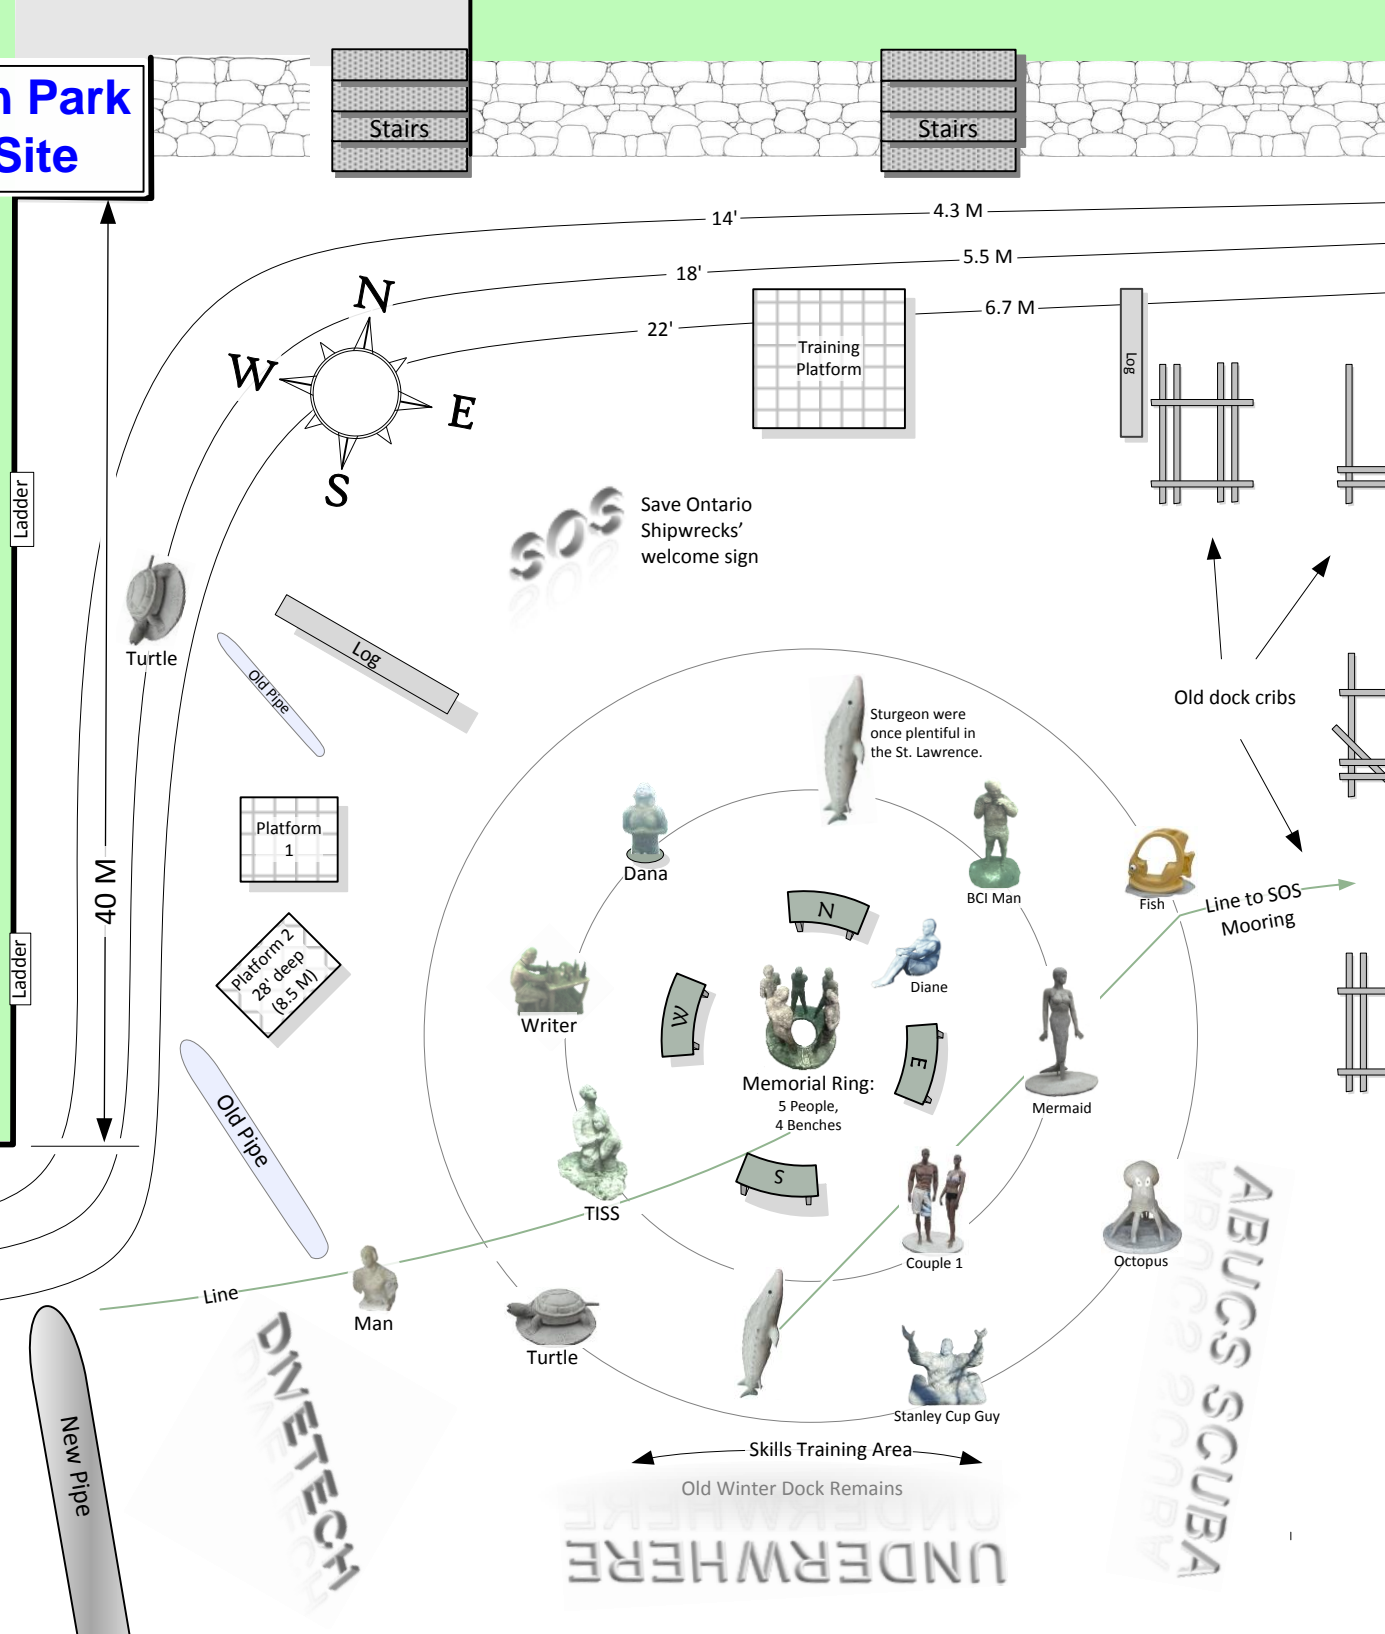 n Park
Site
Stairs
Stairs
14'
4.3 M
18'
5.5 M
22'
6.7 M
N
W
E
S
Training
Platform
Log
Ladder
SOS
Save Ontario
Shipwrecks’
welcome sign
Turtle
Log
Old Pipe
Old dock cribs
Sturgeon were
once plentiful in
the St. Lawrence.
Platform
1
40 M
Dana
BCI Man
Fish
Line to SOS
Mooring
N
Ladder
Platform 2
28' deep
(8.5 M)
Writer
W
Diane
E
Memorial Ring:
5 People,
4 Benches
Mermaid
Old Pipe
S
TISS
Couple 1
Octopus
Line
Man
Turtle
ABUCS SCUBA
DIVETECH
Stanley Cup Guy
New Pipe
Skills Training Area
Old Winter Dock Remains
UNDERWHERE